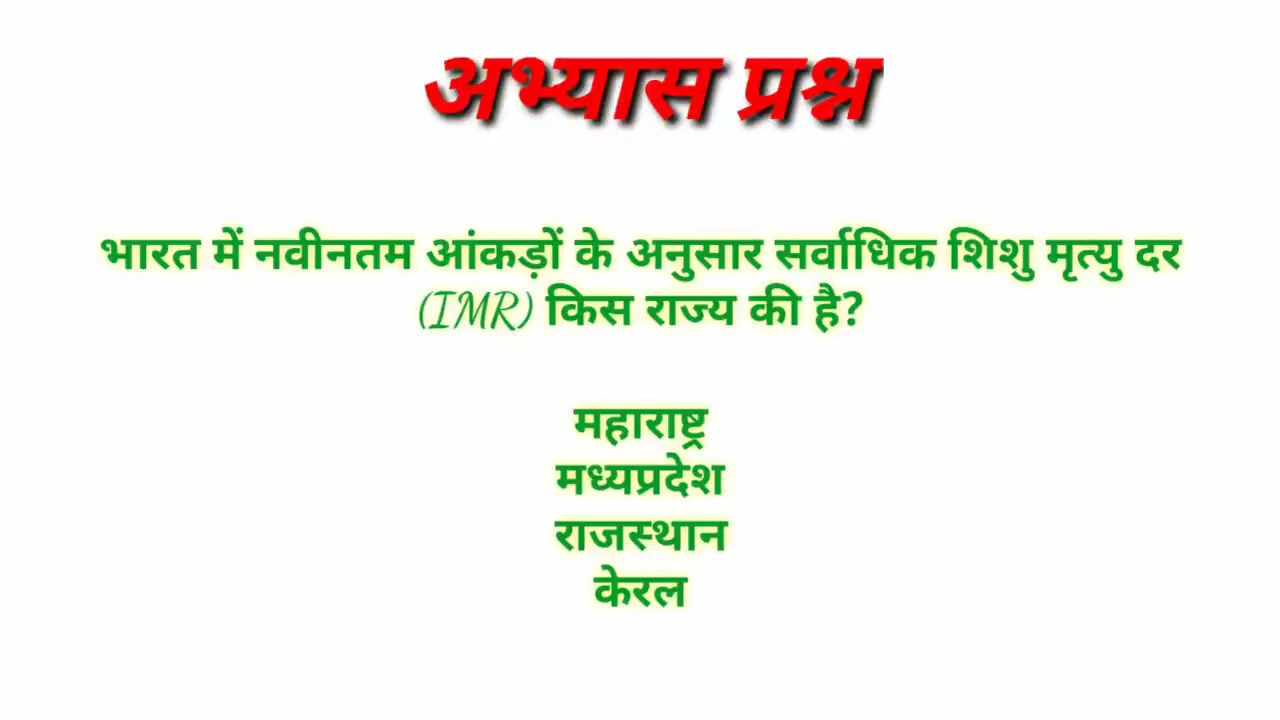 अभ्यास प्रश्न
भारत में नवीनतम आंकड़ों के अनुसार सर्वाधिक शिशु मृत्यु दर
(IMR) किस राज्य की है?
महाराष्ट्र
मध्यप्रदेश
राजस्थान
केरल